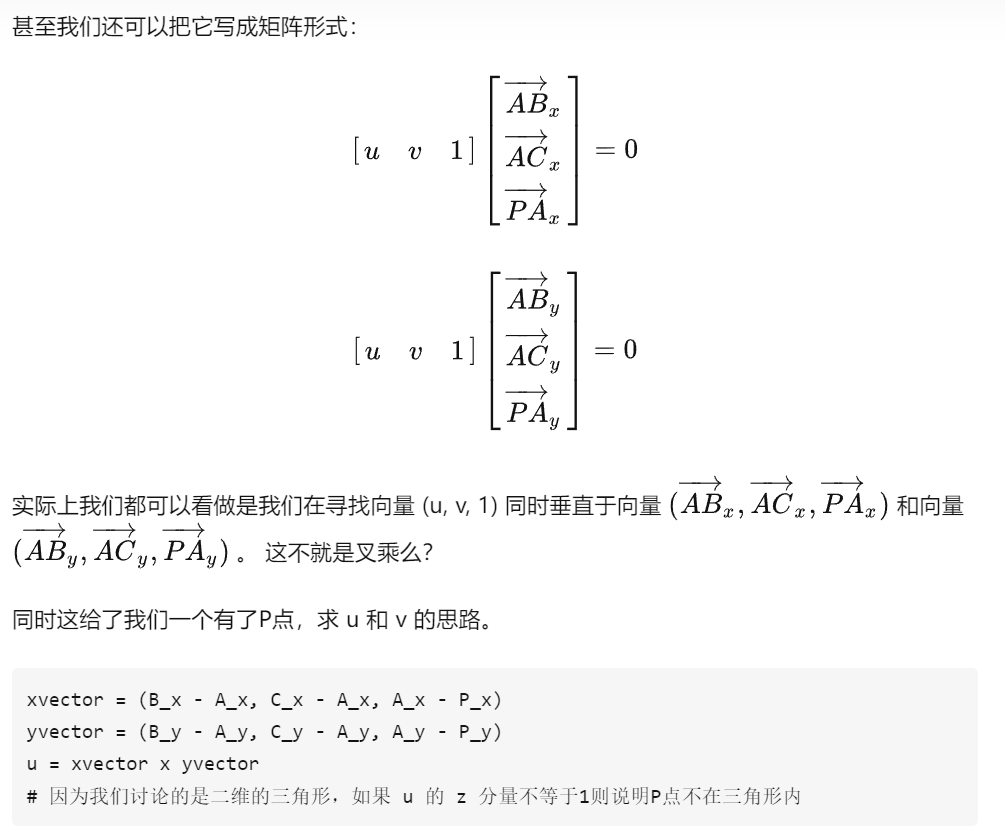 甚至我们还可以把它写成矩阵形式：
$$[u \quad v \quad 1] \begin{bmatrix} \overrightarrow{AB}_x \\ \overrightarrow{AC}_x \\ \overrightarrow{PA}_x \end{bmatrix} = 0$$
$$[u \quad v \quad 1] \begin{bmatrix} \overrightarrow{AB}_y \\ \overrightarrow{AC}_y \\ \overrightarrow{PA}_y \end{bmatrix} = 0$$
实际上我们都可以看做是我们在寻找向量 (u, v, 1) 同时垂直于向量 $(\overrightarrow{AB}_x, \overrightarrow{AC}_x, \overrightarrow{PA}_x)$ 和向量
$(\overrightarrow{AB}_y, \overrightarrow{AC}_y, \overrightarrow{PA}_y)$ 。 这不就是叉乘么？
同时这给了我们一个有了P点，求 u 和 v 的思路。
xvector = (B_x - A_x, C_x - A_x, A_x - P_x)
yvector = (B_y - A_y, C_y - A_y, A_y - P_y)
u = xvector x yvector
# 因为我们讨论的是二维的三角形，如果 u 的 z 分量不等于1则说明P点不在三角形内